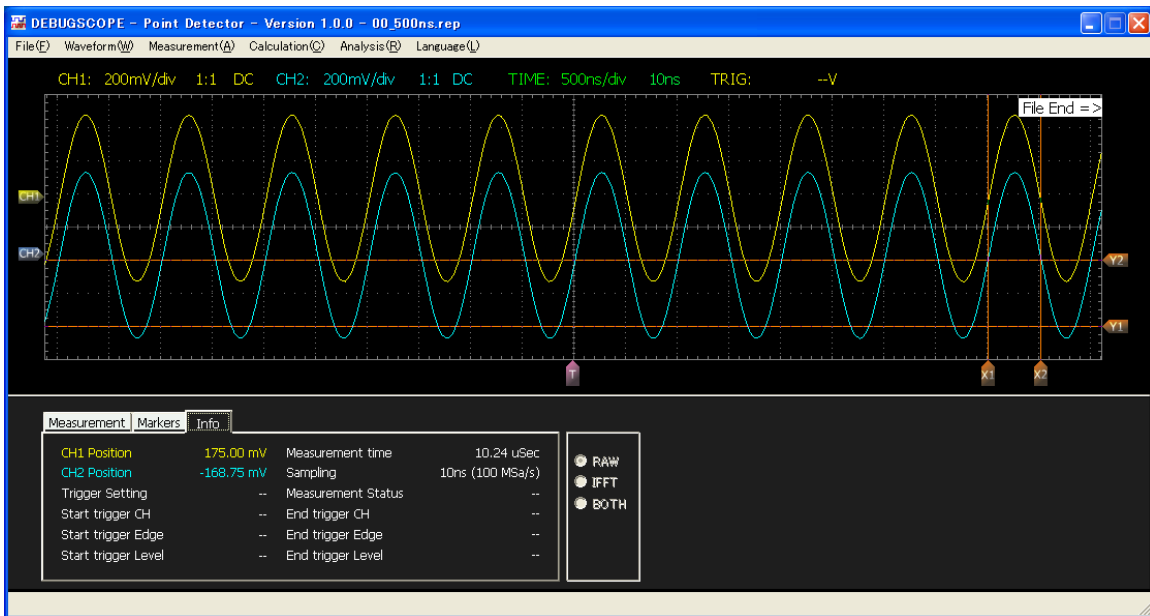 DEBUGSCOPE - Point Detector - Version 1.0.0 - 00_500ns.rep
File(F) Waveform(W) Measurement(A) Calculation(C) Analysis(R) Language(L)
CH1: 200mV/div 1:1 DC CH2: 200mV/div 1:1 DC TIME: 500ns/div 10ns TRIG: --V
File End =>
CH1
CH2
Y2
Y1
T
X1
X2
Measurement Markers Info
CH1 Position 175.00 mV Measurement time 10.24 uSec
CH2 Position -168.75 mV Sampling 10ns (100 MSa/s)
Trigger Setting -- Measurement Status --
Start trigger CH -- End trigger CH --
Start trigger Edge -- End trigger Edge --
Start trigger Level -- End trigger Level --
RAW
IFFT
BOTH